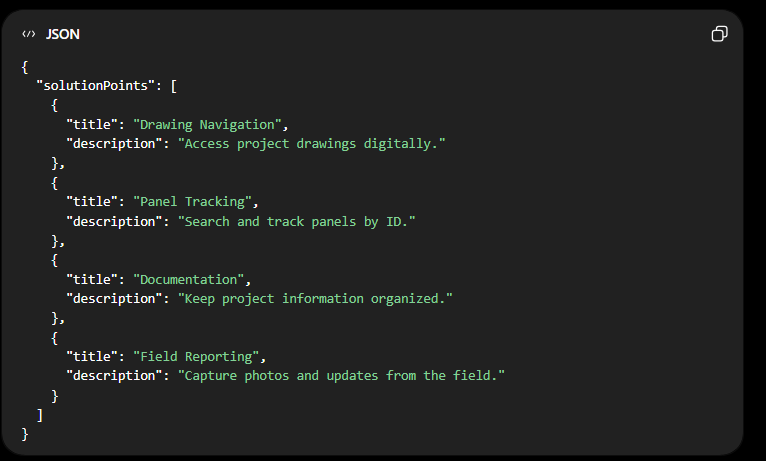 JSON
{
  "solutionPoints": [
    {
      "title": "Drawing Navigation",
      "description": "Access project drawings digitally."
    },
    {
      "title": "Panel Tracking",
      "description": "Search and track panels by ID."
    },
    {
      "title": "Documentation",
      "description": "Keep project information organized."
    },
    {
      "title": "Field Reporting",
      "description": "Capture photos and updates from the field."
    }
  ]
}